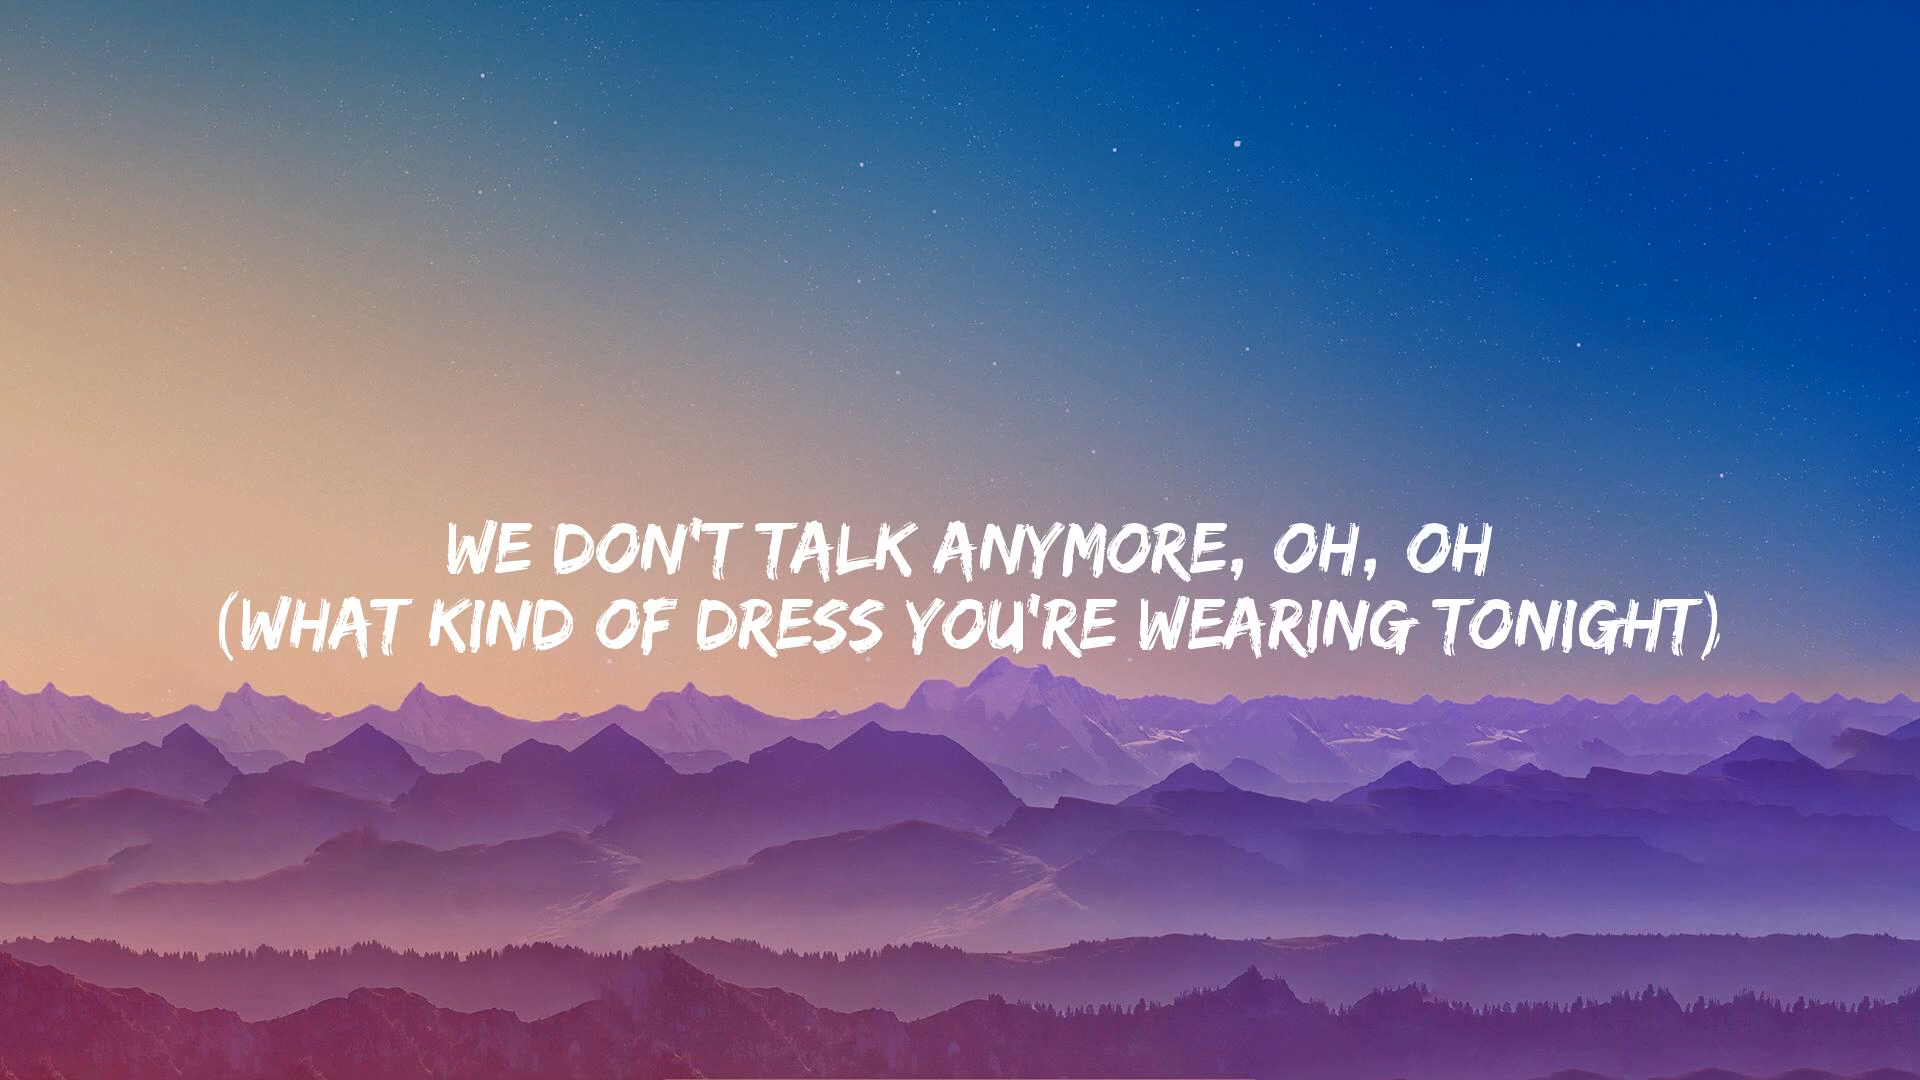 WE DON'T TALK ANYMORE, OH, OH
(WHAT KIND OF DRESS YOU'RE WEARING TONIGHT)